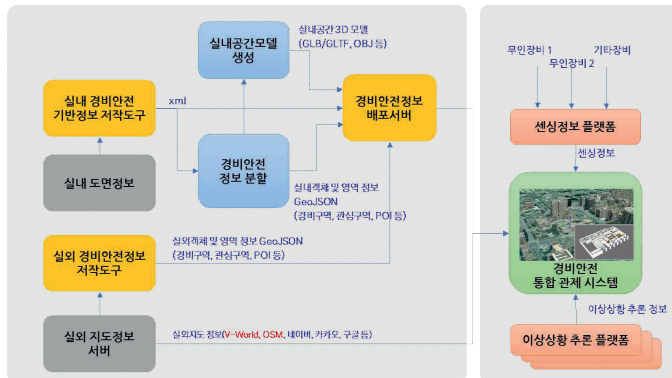 실내공간 3D 모델
(GLB/GLTF, OBJ 등)
실내공간모델
생성
xml
실내 경비안전
기반정보 저작도구
경비안전정보
배포서버
실내 도면정보
경비안전
정보 분할
실내객체 및 영역 정보
GeoJSON
(경비구역, 관심구역, POI 등)
실외객체 및 영역 정보 GeoJSON
(경비구역, 관심구역, POI 등)
실외 경비안전정보
저작도구
실외 지도정보
서버
실외지도 정보(V-World, OSM, 네이버, 카카오, 구글 등)
무인장비 1
기타장비
무인장비 2
센싱정보 플랫폼
센싱정보
경비안전
통합 관제 시스템
이상상황 추론 정보
이상상황 추론 플랫폼